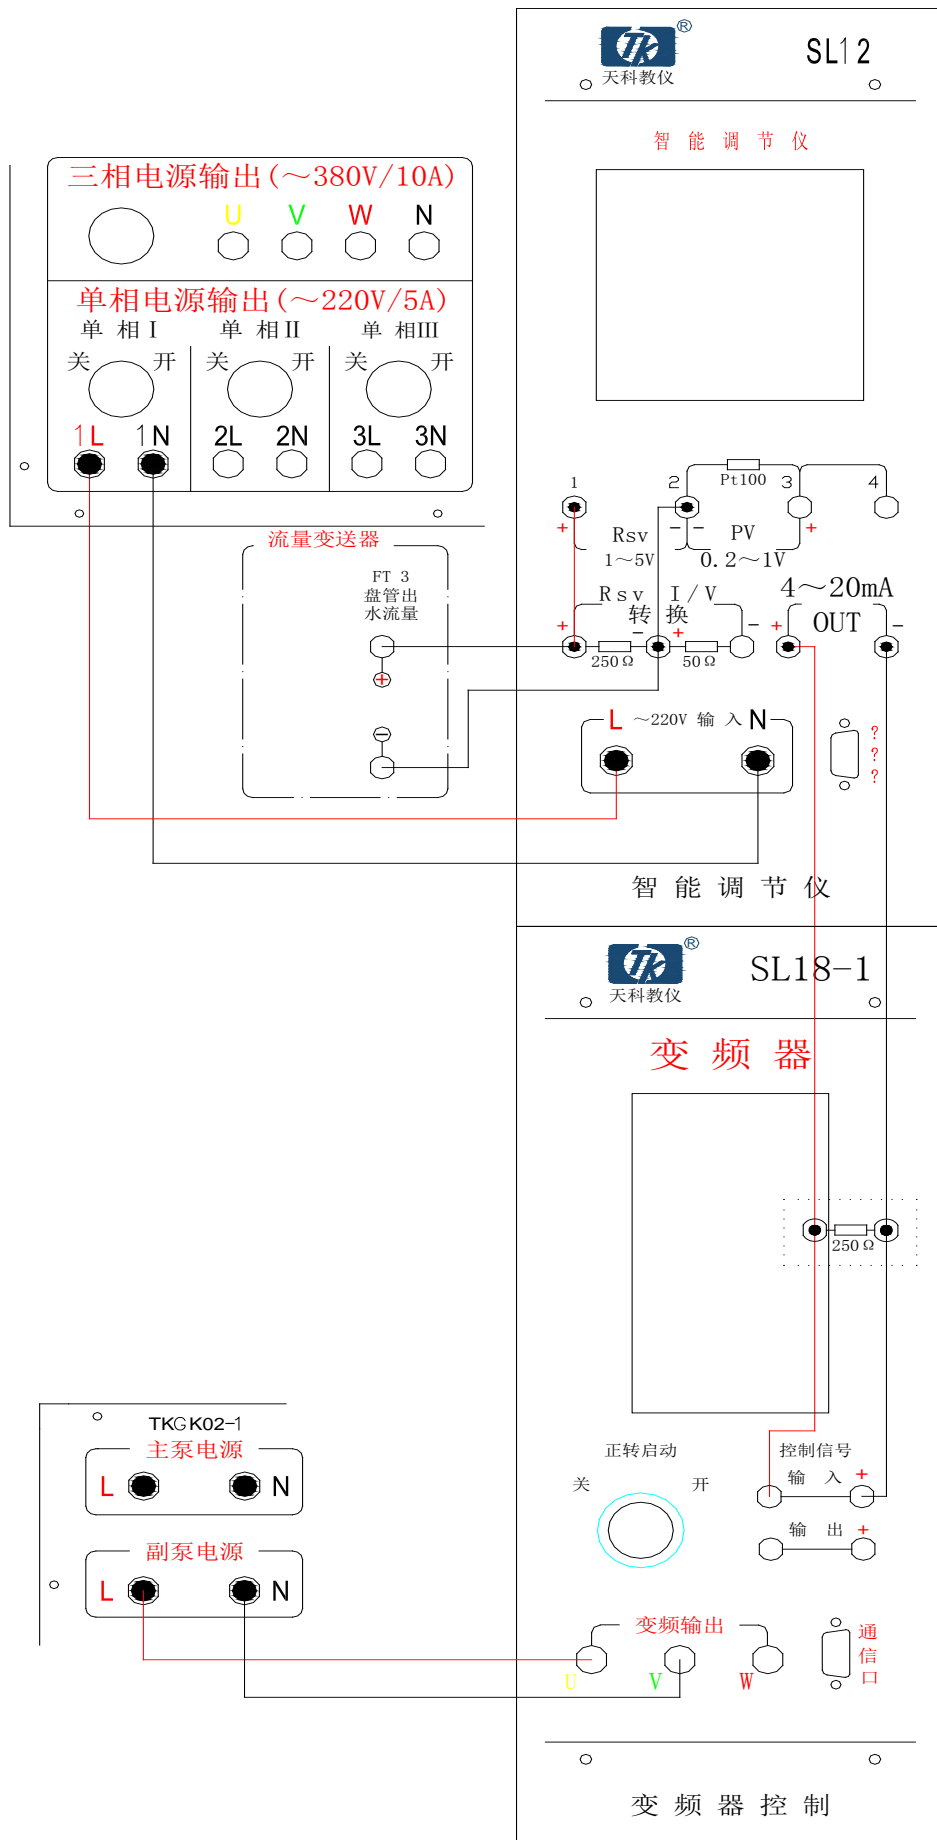 TK®
天科教仪
SL12
智能调节仪
三相电源输出(～380V/10A)
U V W N
单相电源输出(～220V/5A)
单相Ⅰ 单相Ⅱ 单相Ⅲ
关 开 关 开 关 开
1L 1N 2L 2N 3L 3N
1 2 Pt100 3 4
+ Rsv - - PV +
1～5V 0.2～1V
流量变送器
FT 3
盘管出
水流量
+
-
Rsv I/V
转换
+ 250Ω - + 50Ω -
4～20mA
+ OUT -
L ～220V 输入 N
?
?
?
智能调节仪
TK®
天科教仪
SL18-1
变频器
250Ω
TKGK02-1
主泵电源
L N
副泵电源
L N
正转启动
关 开
控制信号
输 入 +
输 出 +
变频输出
U V W
通
信
口
变频器控制